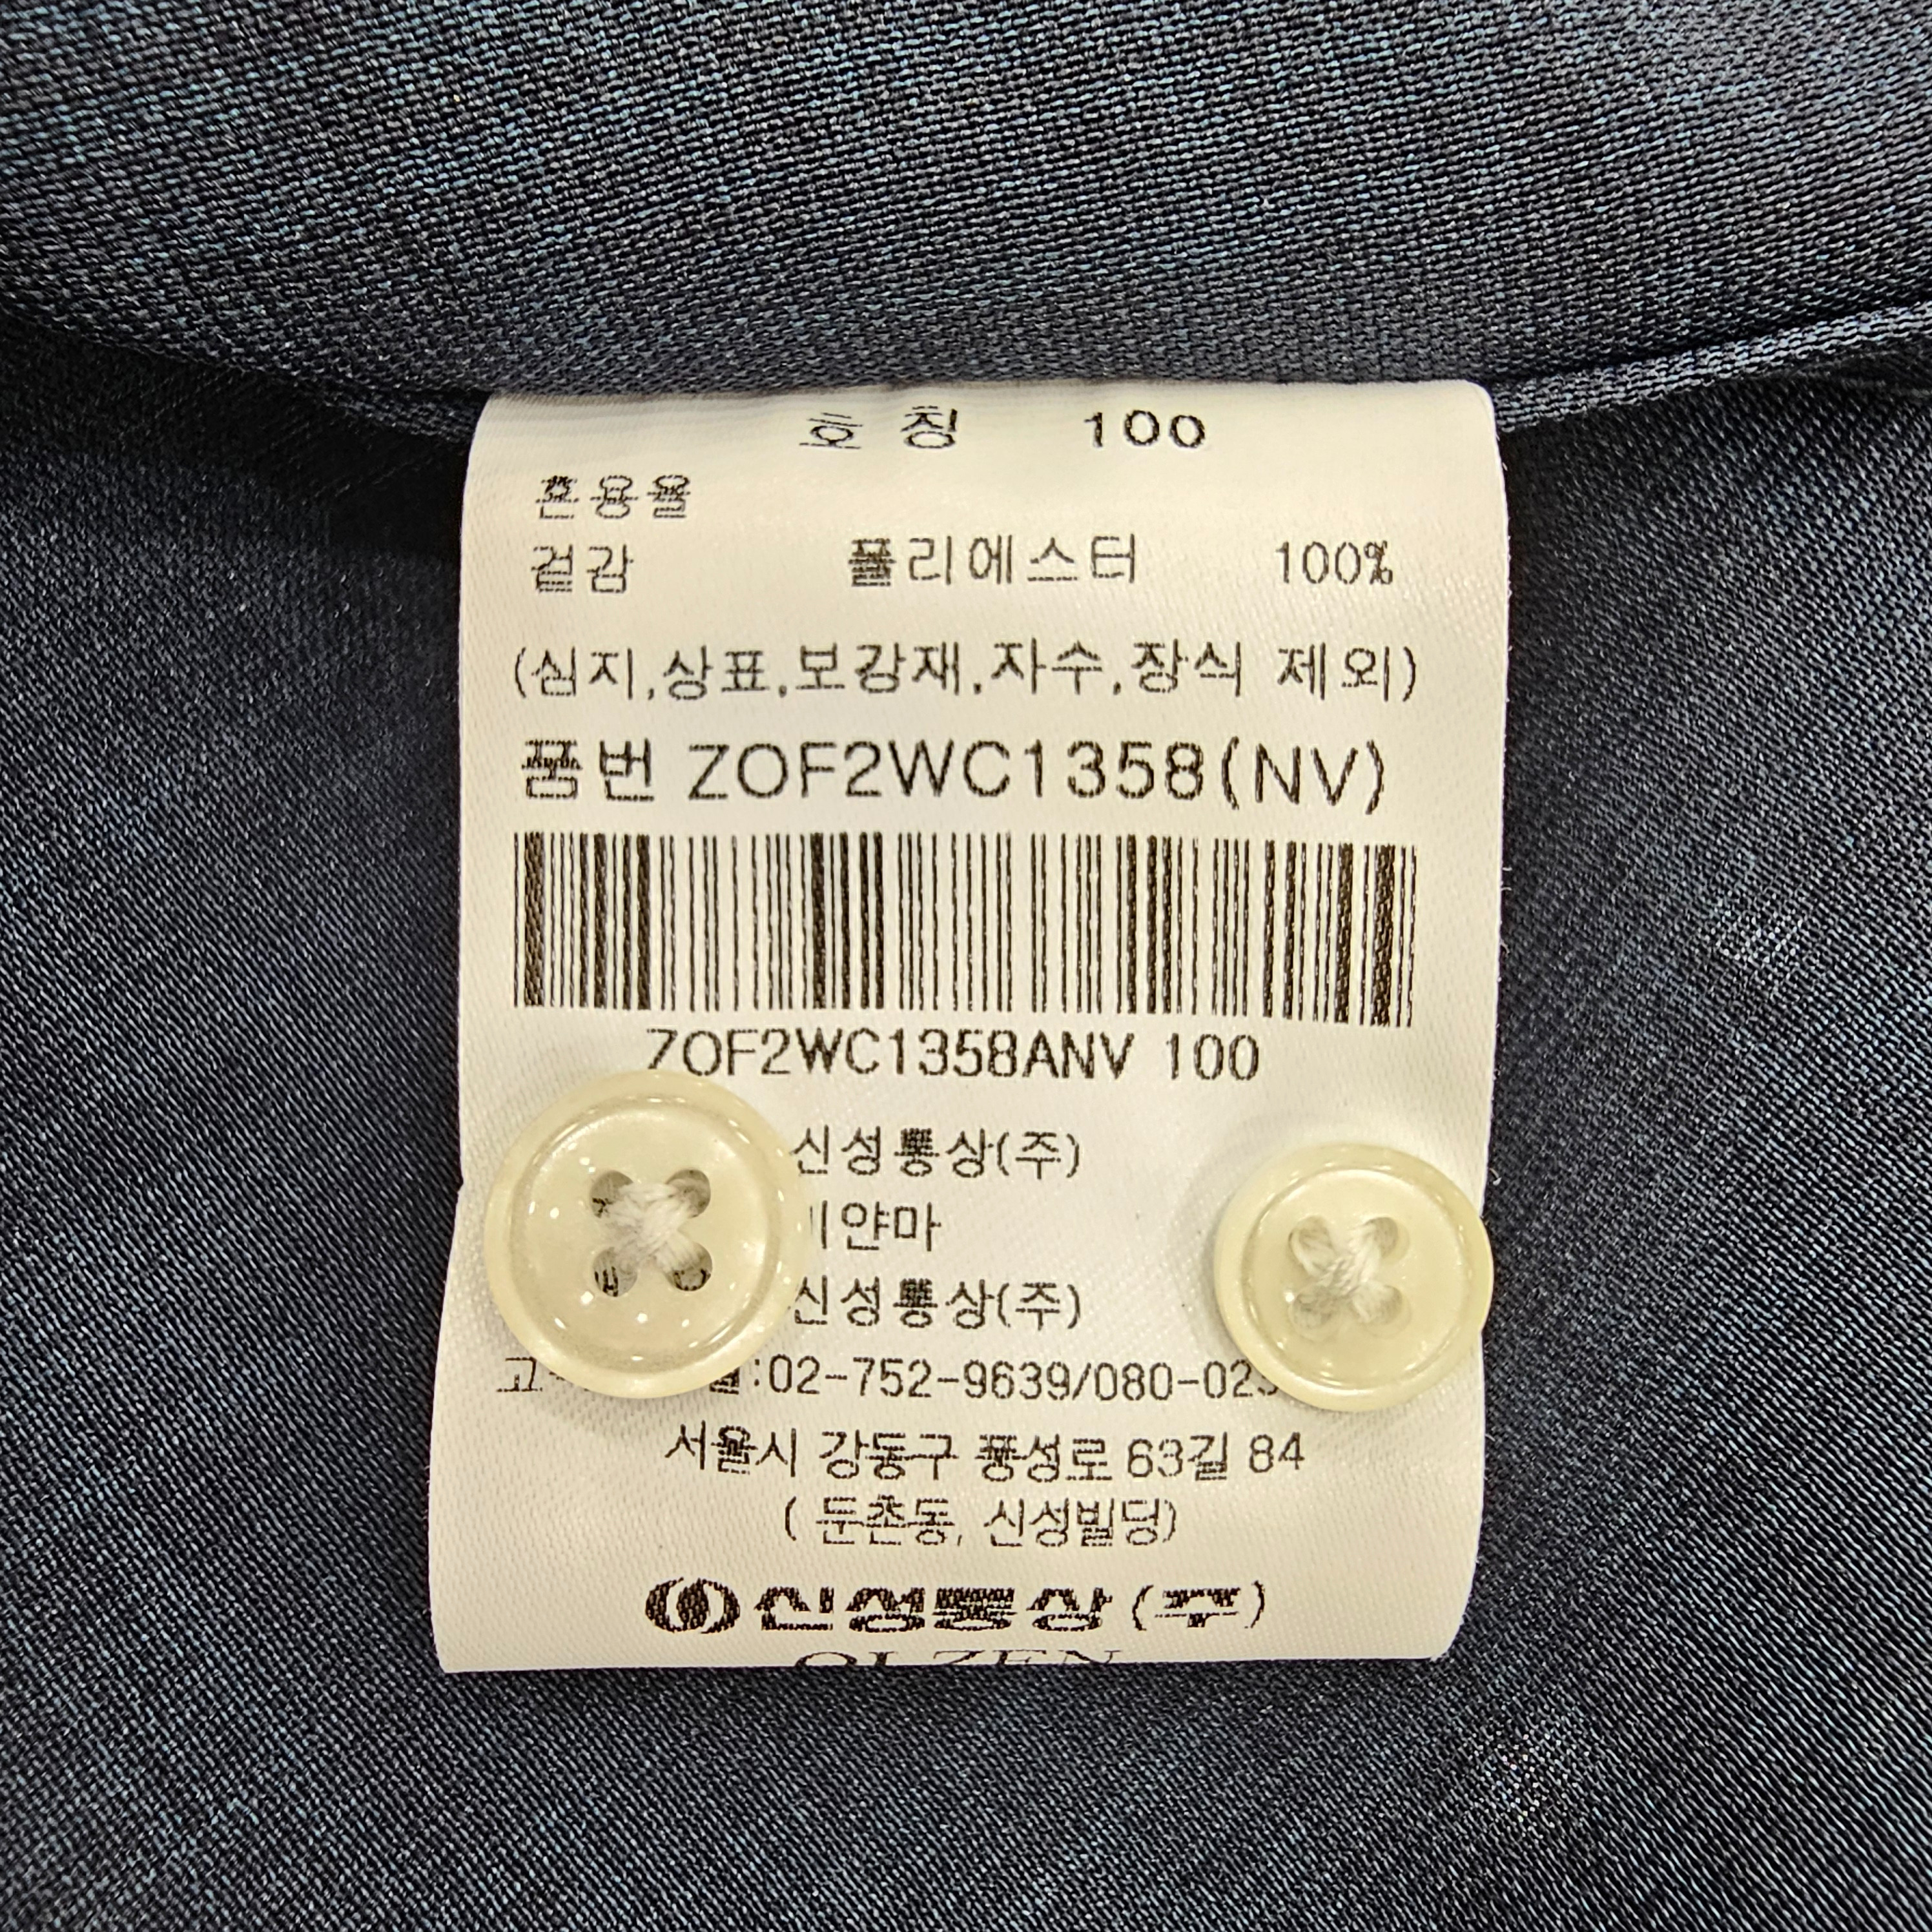 호 칭 100
혼용율
겉감 폴리에스터 100%
(심지,상표,보강재,자수,장식 제외)
품번 ZOF2WC1358(NV)
ZOF2WC1358ANV 100
신성통상(주)
얀마
신성통상(주)
:02-752-9639/080-02
서울시 강동구 풍성로 63길 84
( 둔촌동, 신성빌딩)
신성통상(주)
OLZEN